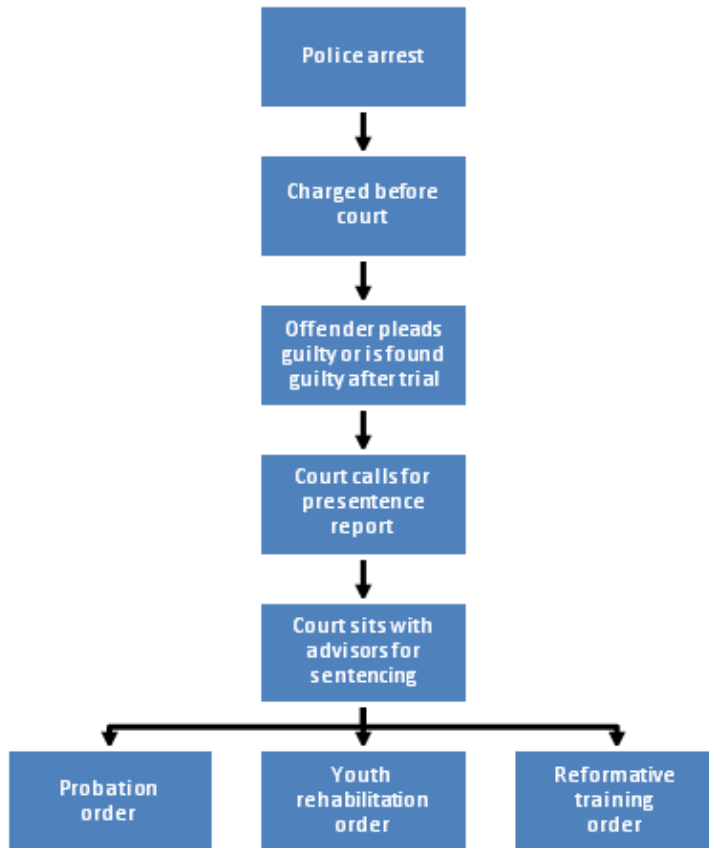 Police arrest
Charged before
court
Offender pleads
guilty or is found
guilty after trial
Court calls for
presentence
report
Court sits with
advisors for
sentencing
Probation
order
Youth
rehabilitation
order
Reformative
training
order